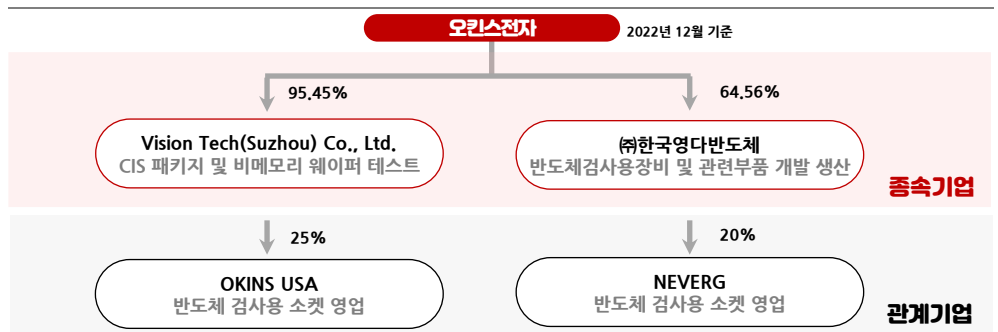 오킨스전자
2022년 12월 기준
95.45%
64.56%
Vision Tech(Suzhou) Co., Ltd.
CIS 패키지 및 비메모리 웨이퍼 테스트
㈜한국영다반도체
반도체검사용장비 및 관련부품 개발 생산
종속기업
25%
20%
OKINS USA
반도체 검사용 소켓 영업
NEVERG
반도체 검사용 소켓 영업
관계기업